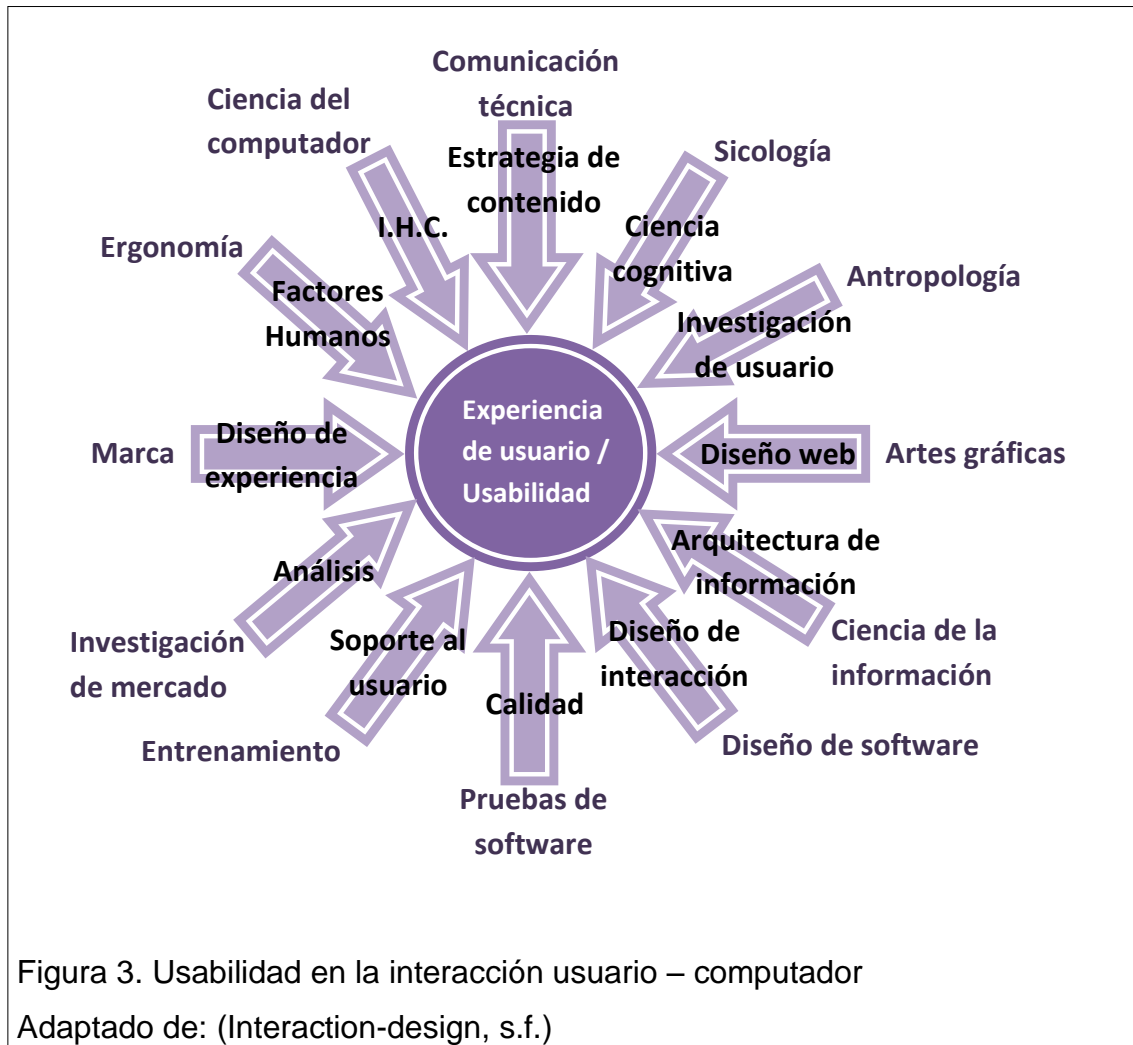 Comunicación
técnica
Estrategia de
contenido
Sicología
Ciencia
cognitiva
Antropología
Investigación
de usuario
Artes gráficas
Diseño web
Ciencia de la
información
Arquitectura de
información
Diseño de software
Diseño de
interacción
Pruebas de
software
Calidad
Entrenamiento
Soporte al
usuario
Investigación
de mercado
Análisis
Marca
Diseño de
experiencia
Ergonomía
Factores
Humanos
Ciencia del
computador
I.H.C.
Experiencia
de usuario /
Usabilidad
Figura 3. Usabilidad en la interacción usuario – computador
Adaptado de: (Interaction-design, s.f.)